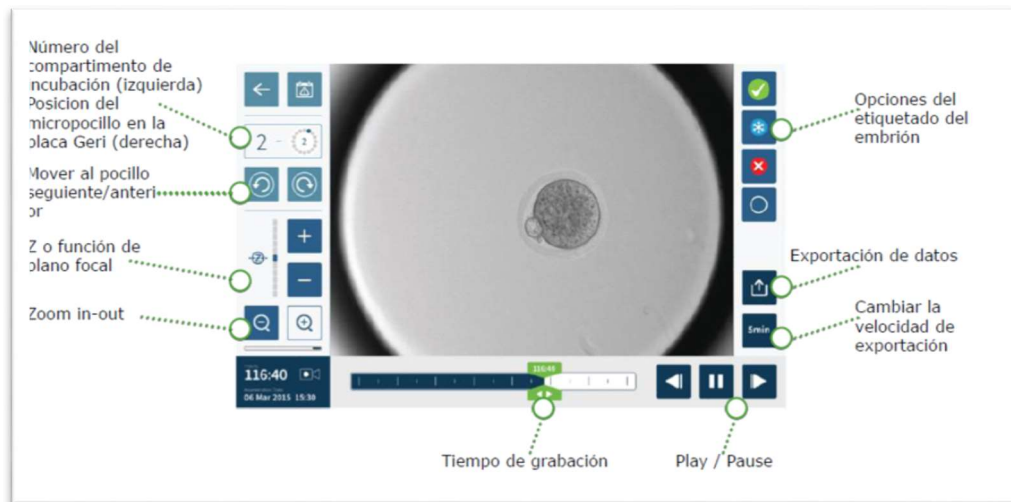 Número del
compartimento de
incubación (izquierda)
Posicion del
micropocillo en la
placa Geri (derecha)
Mover al pocillo
seguiente/anteri
or
Z o función de
plano focal
Zoom in-out
2 - 2
Z
116:40
06 Mar 2015 15:30
116:40
5min
Opciones del
etiquetado del
embrión
Exportación de datos
Cambiar la
velocidad de
exportación
Tiempo de grabación
Play / Pause